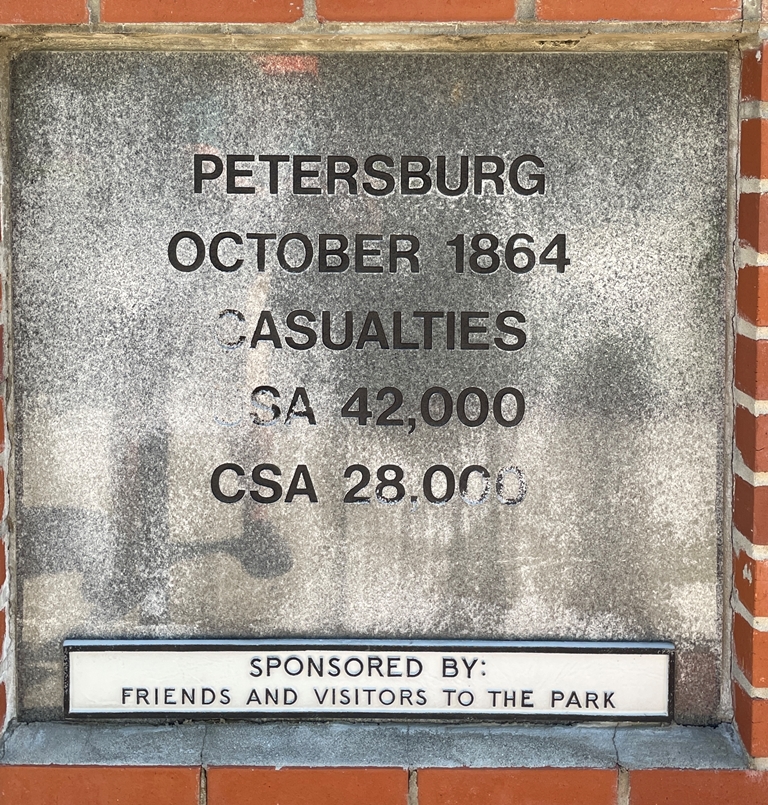 PETERSBURG
OCTOBER 1864
CASUALTIES
SA 42,000
CSA 28.000
SPONSORED BY:
FRIENDS AND VISITORS TO THE PARK